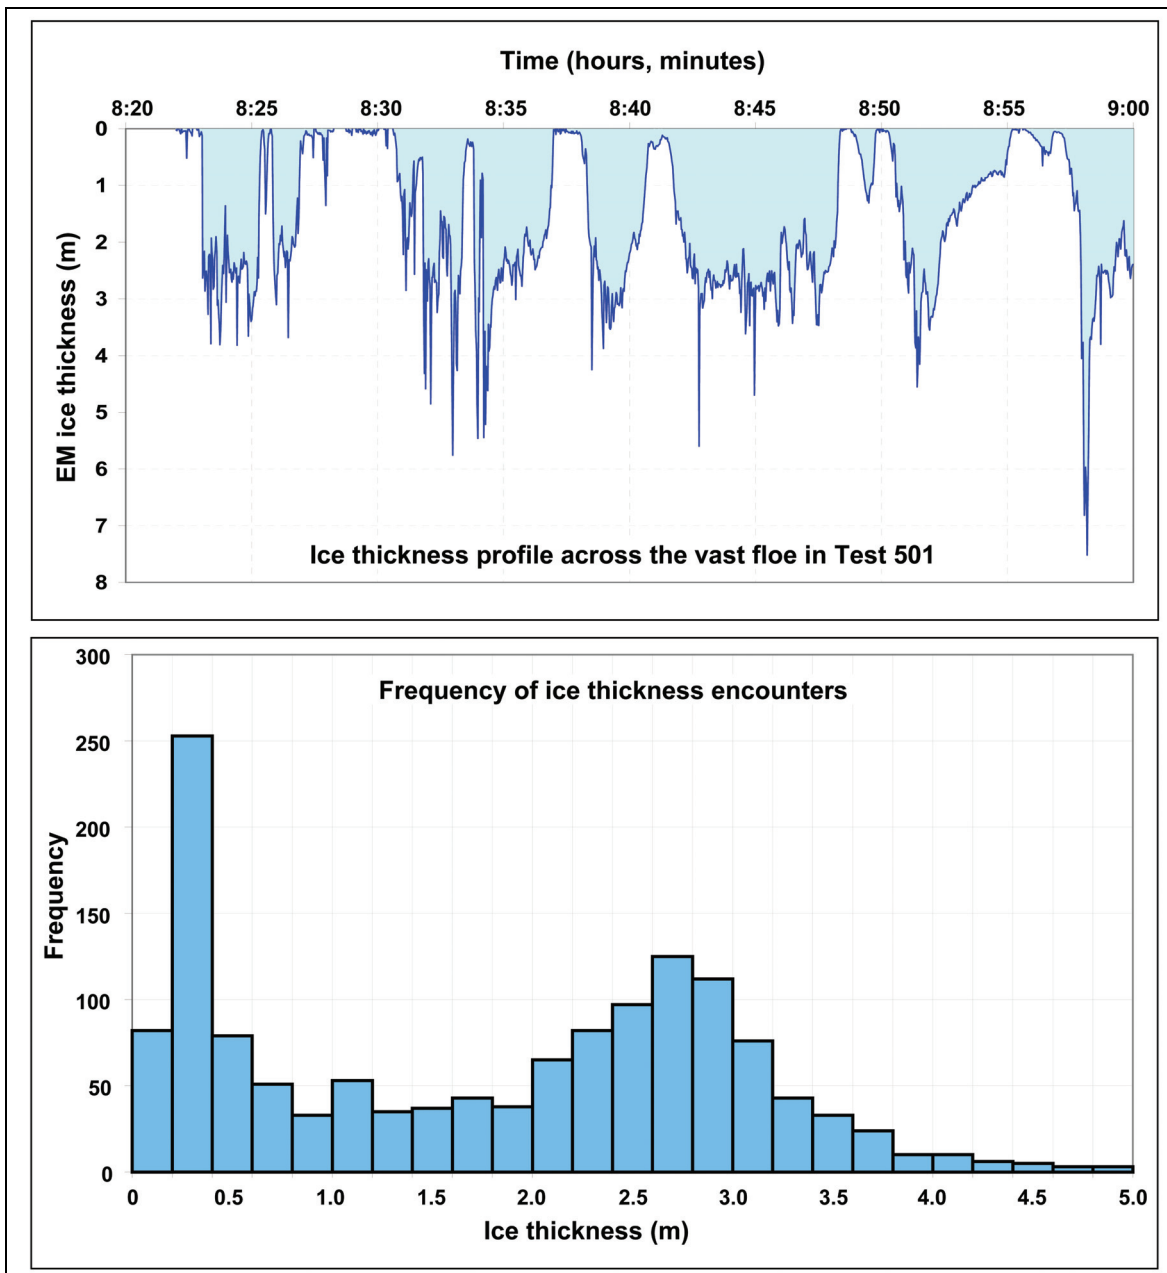 Time (hours, minutes)
8:20 8:25 8:30 8:35 8:40 8:45 8:50 8:55 9:00
0
1
2
3
4
5
6
7
8
EM ice thickness (m)
Ice thickness profile across the vast floe in Test 501
300
250
200
150
100
50
0
Frequency
Frequency of ice thickness encounters
0 0.5 1.0 1.5 2.0 2.5 3.0 3.5 4.0 4.5 5.0
Ice thickness (m)